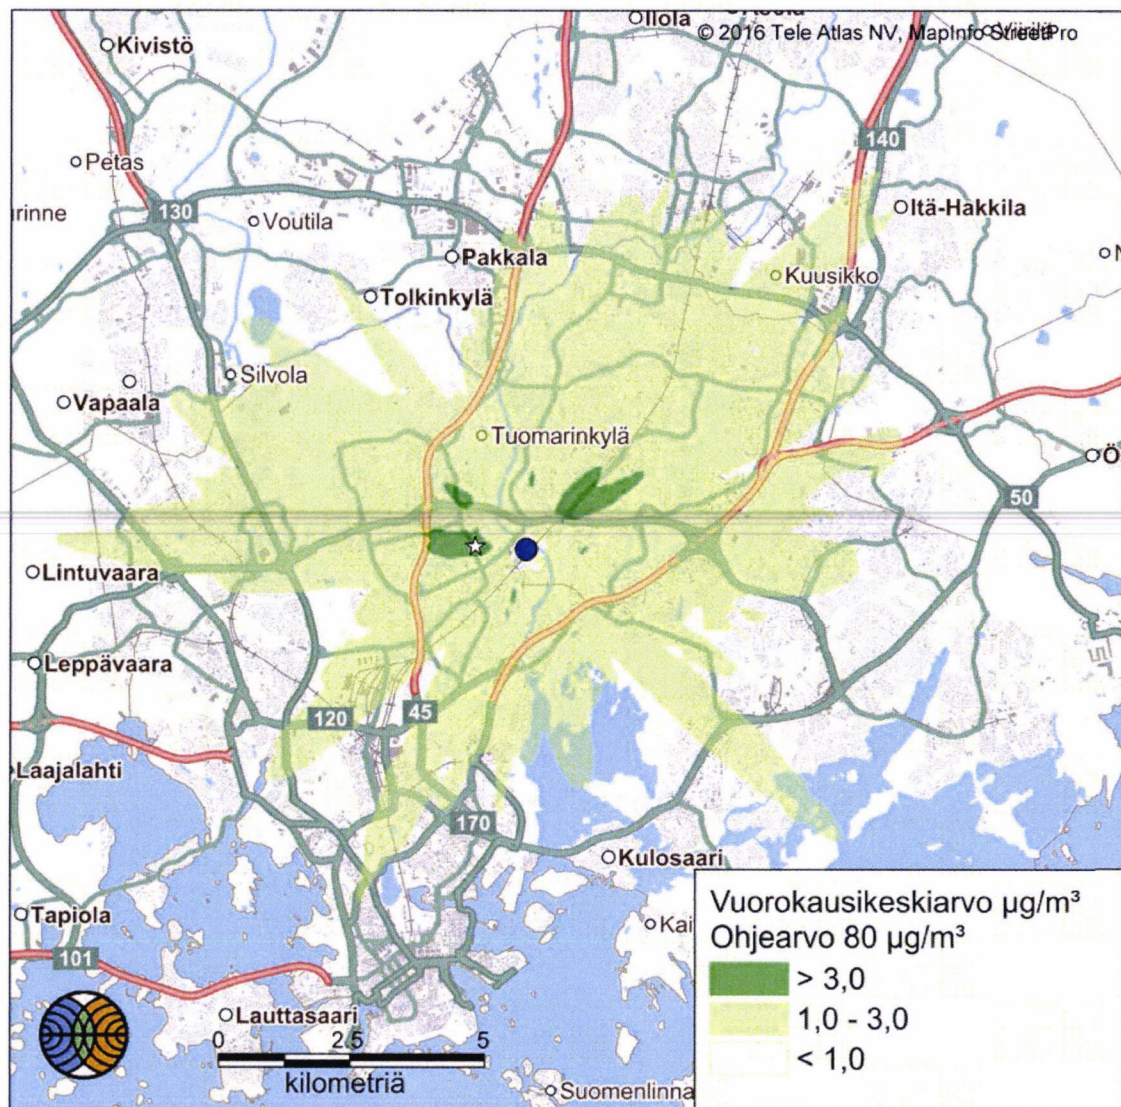 Ilola
© 2016 Tele Atlas NV, MapInfo StreetPro
Kivistö
140
Petas
Itä-Hakkila
130
Voutila
Pakkala
Kuusikko
Tolkinkylä
Silvola
Vapaala
Tuomarinkylä
Ö
50
Lintuvaara
Leppävaara
120
45
Laajalahti
170
Kulosaari
Tapiola
Kai
101
Lauttasaari
0 2.5 5
kilometriä
Suomenlinna
Vuorokausikeskiarvo µg/m³
Ohjearvo 80 µg/m³
> 3,0
1,0 - 3,0
< 1,0